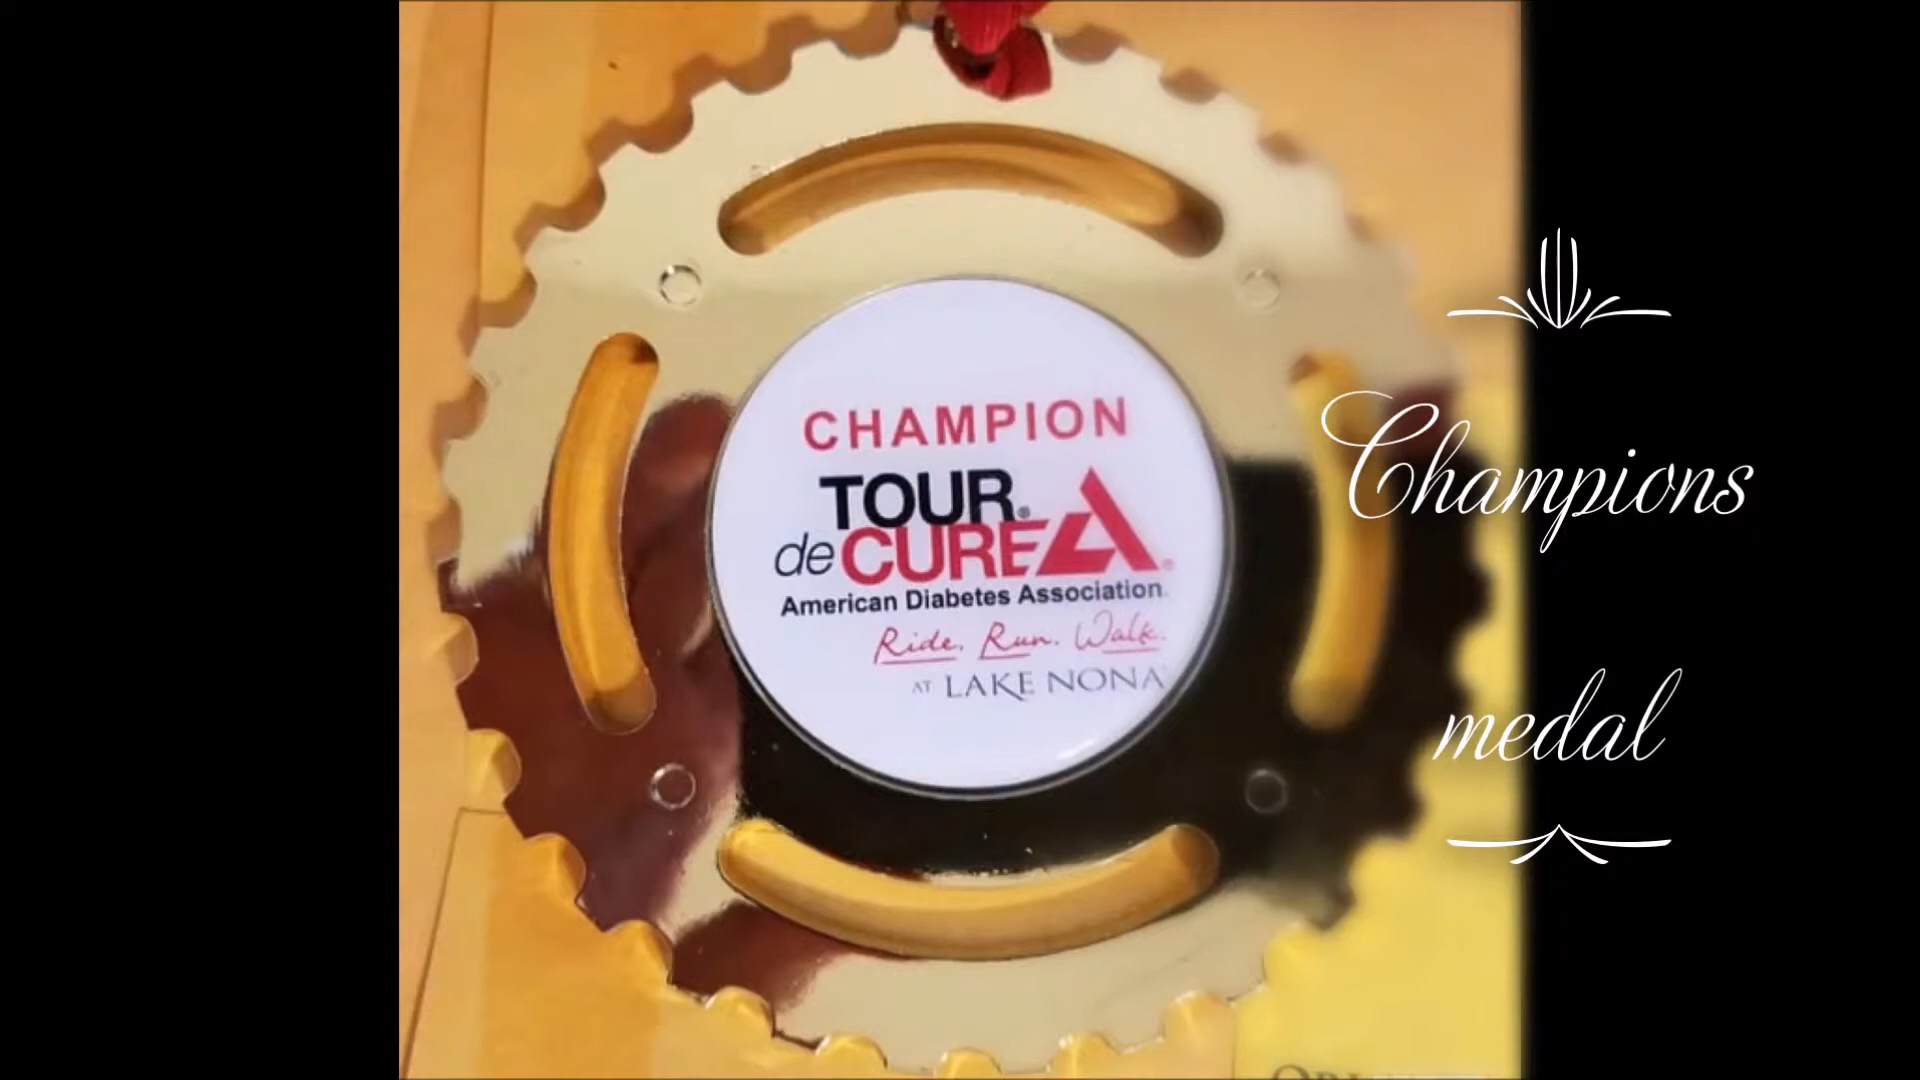 CHAMPION
TOUR®
de CURE
American Diabetes Association.
Ride. Run. Walk.
AT LAKE NONA
Champions
medal